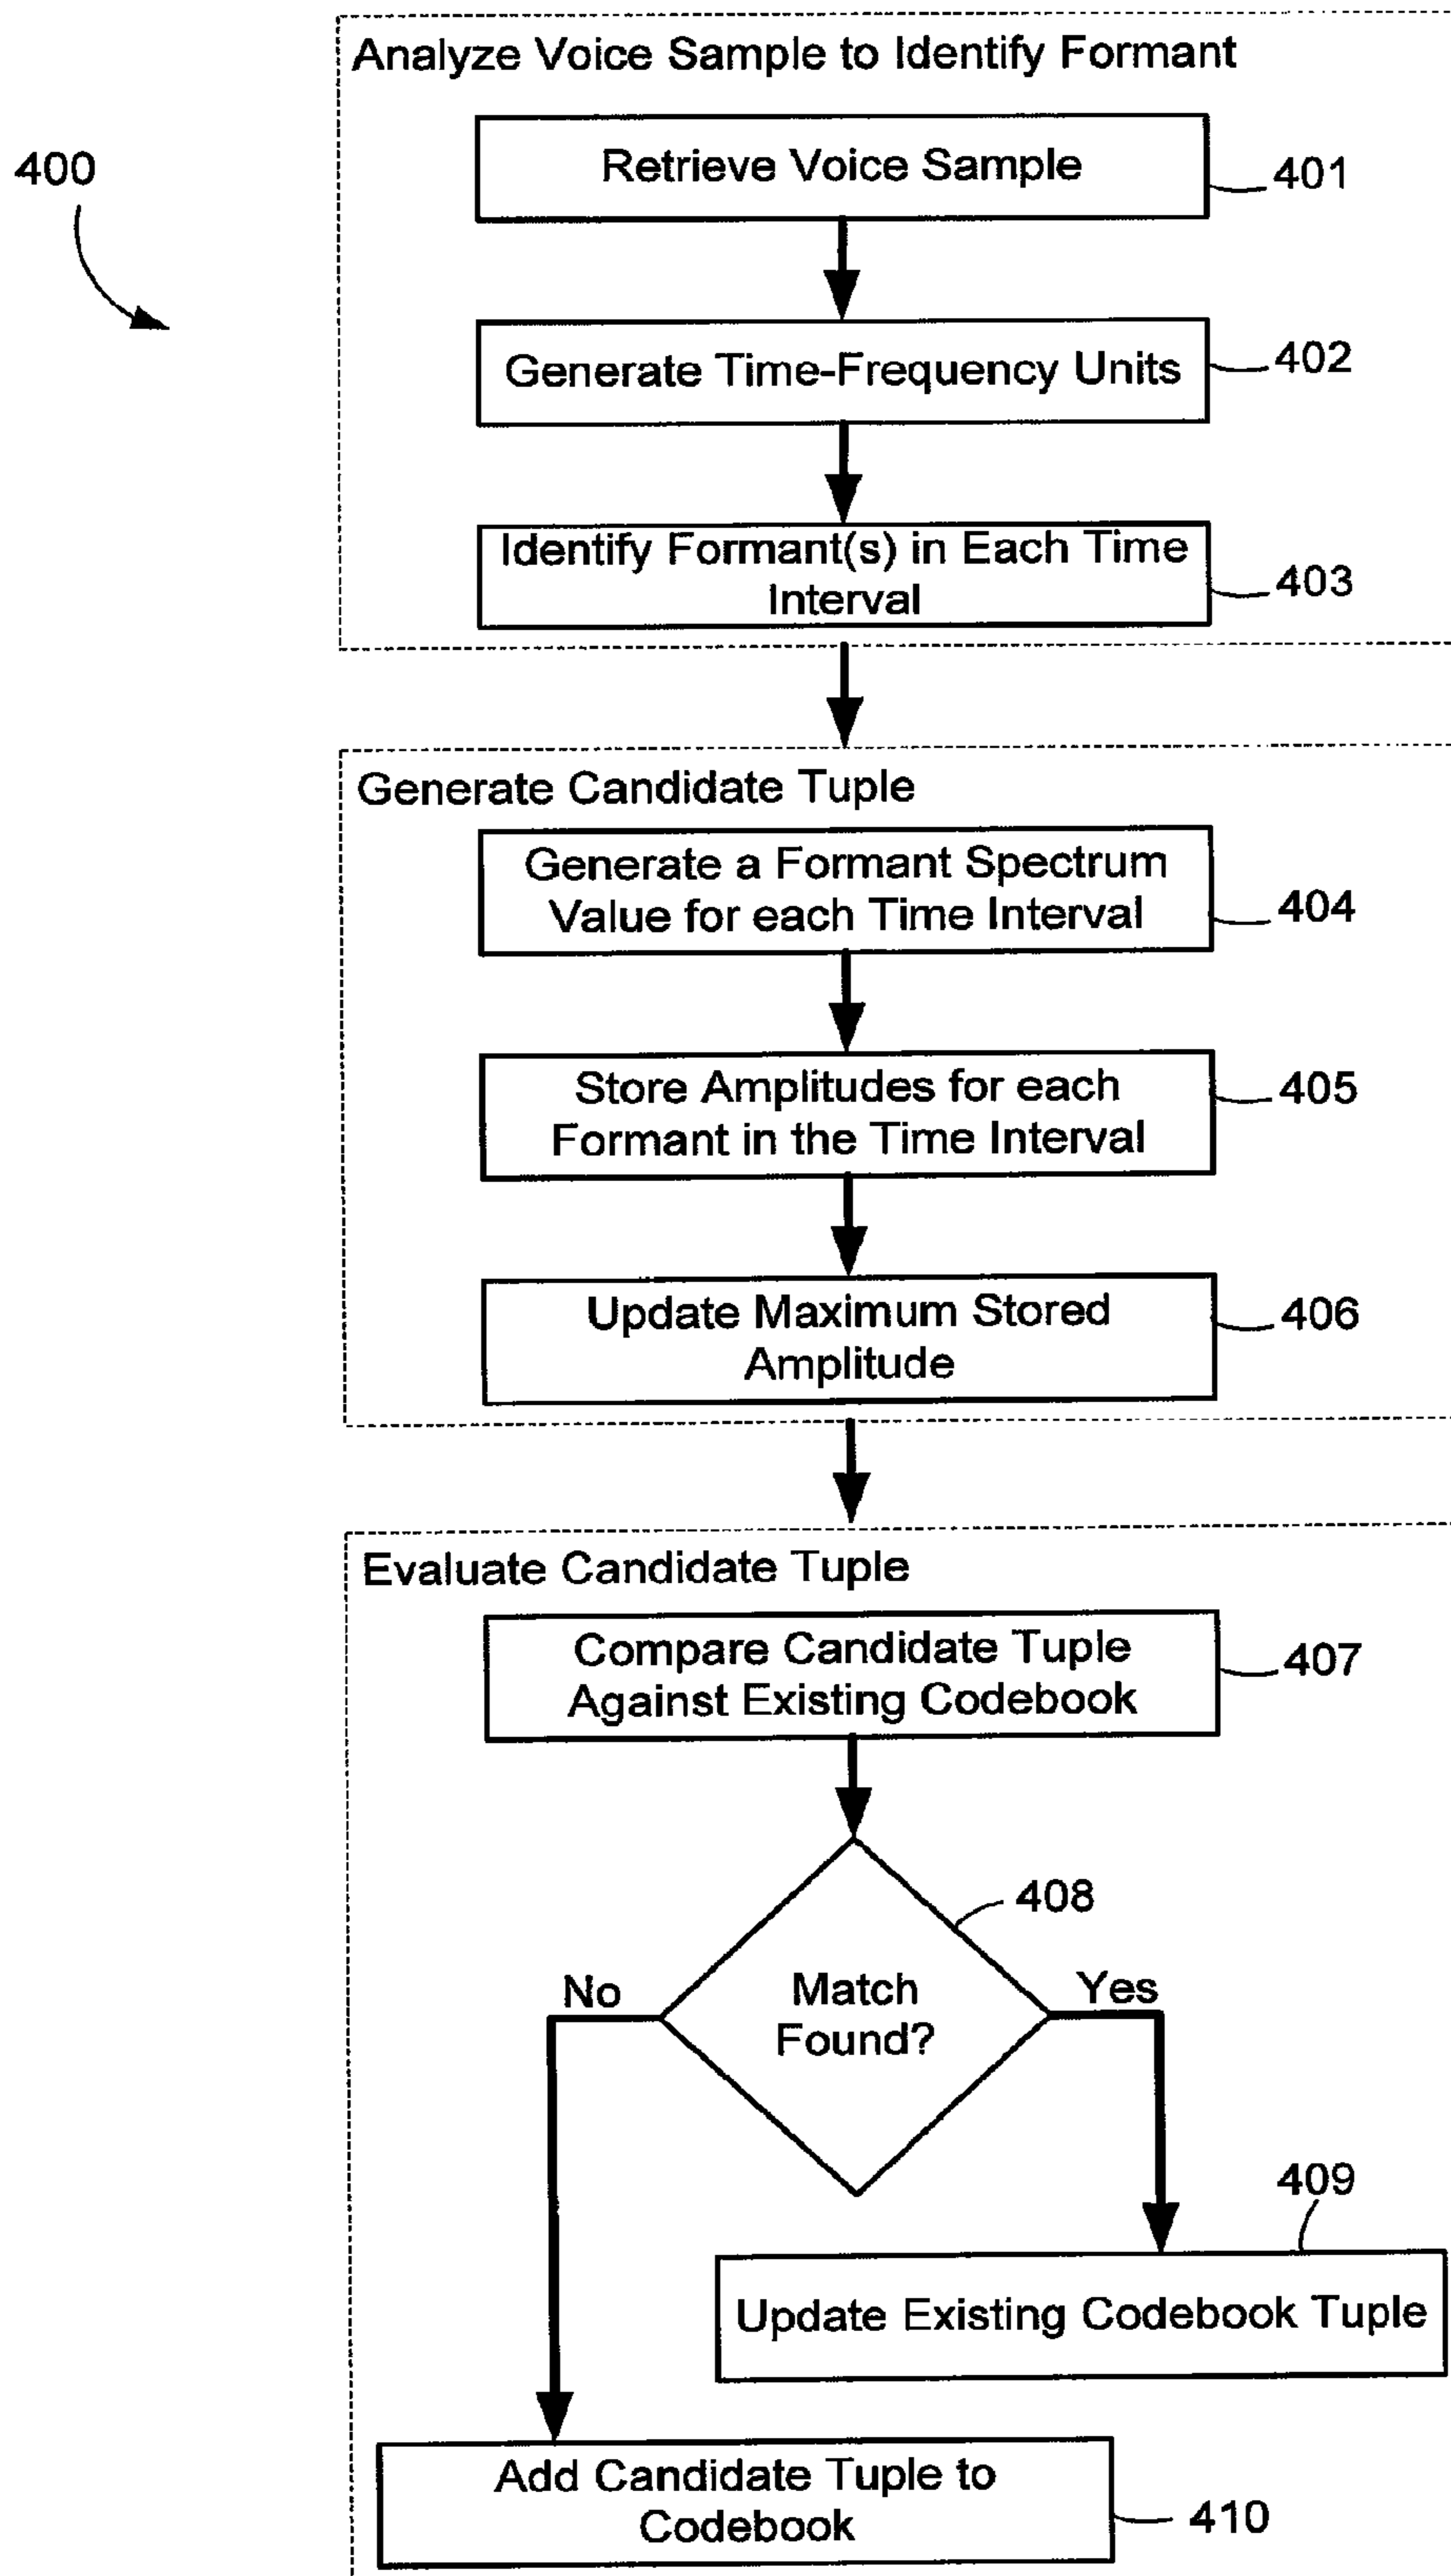 Analyze Voice Sample to Identify Formant
400
Retrieve Voice Sample
401
Generate Time-Frequency Units
402
Identify Formant(s) in Each Time
Interval
403
Generate Candidate Tuple
Generate a Formant Spectrum
Value for each Time Interval
404
Store Amplitudes for each
Formant in the Time Interval
405
Update Maximum Stored
Amplitude
406
Evaluate Candidate Tuple
Compare Candidate Tuple
Against Existing Codebook
407
408
Match
Found?
No
Yes
409
Update Existing Codebook Tuple
Add Candidate Tuple to
Codebook
410